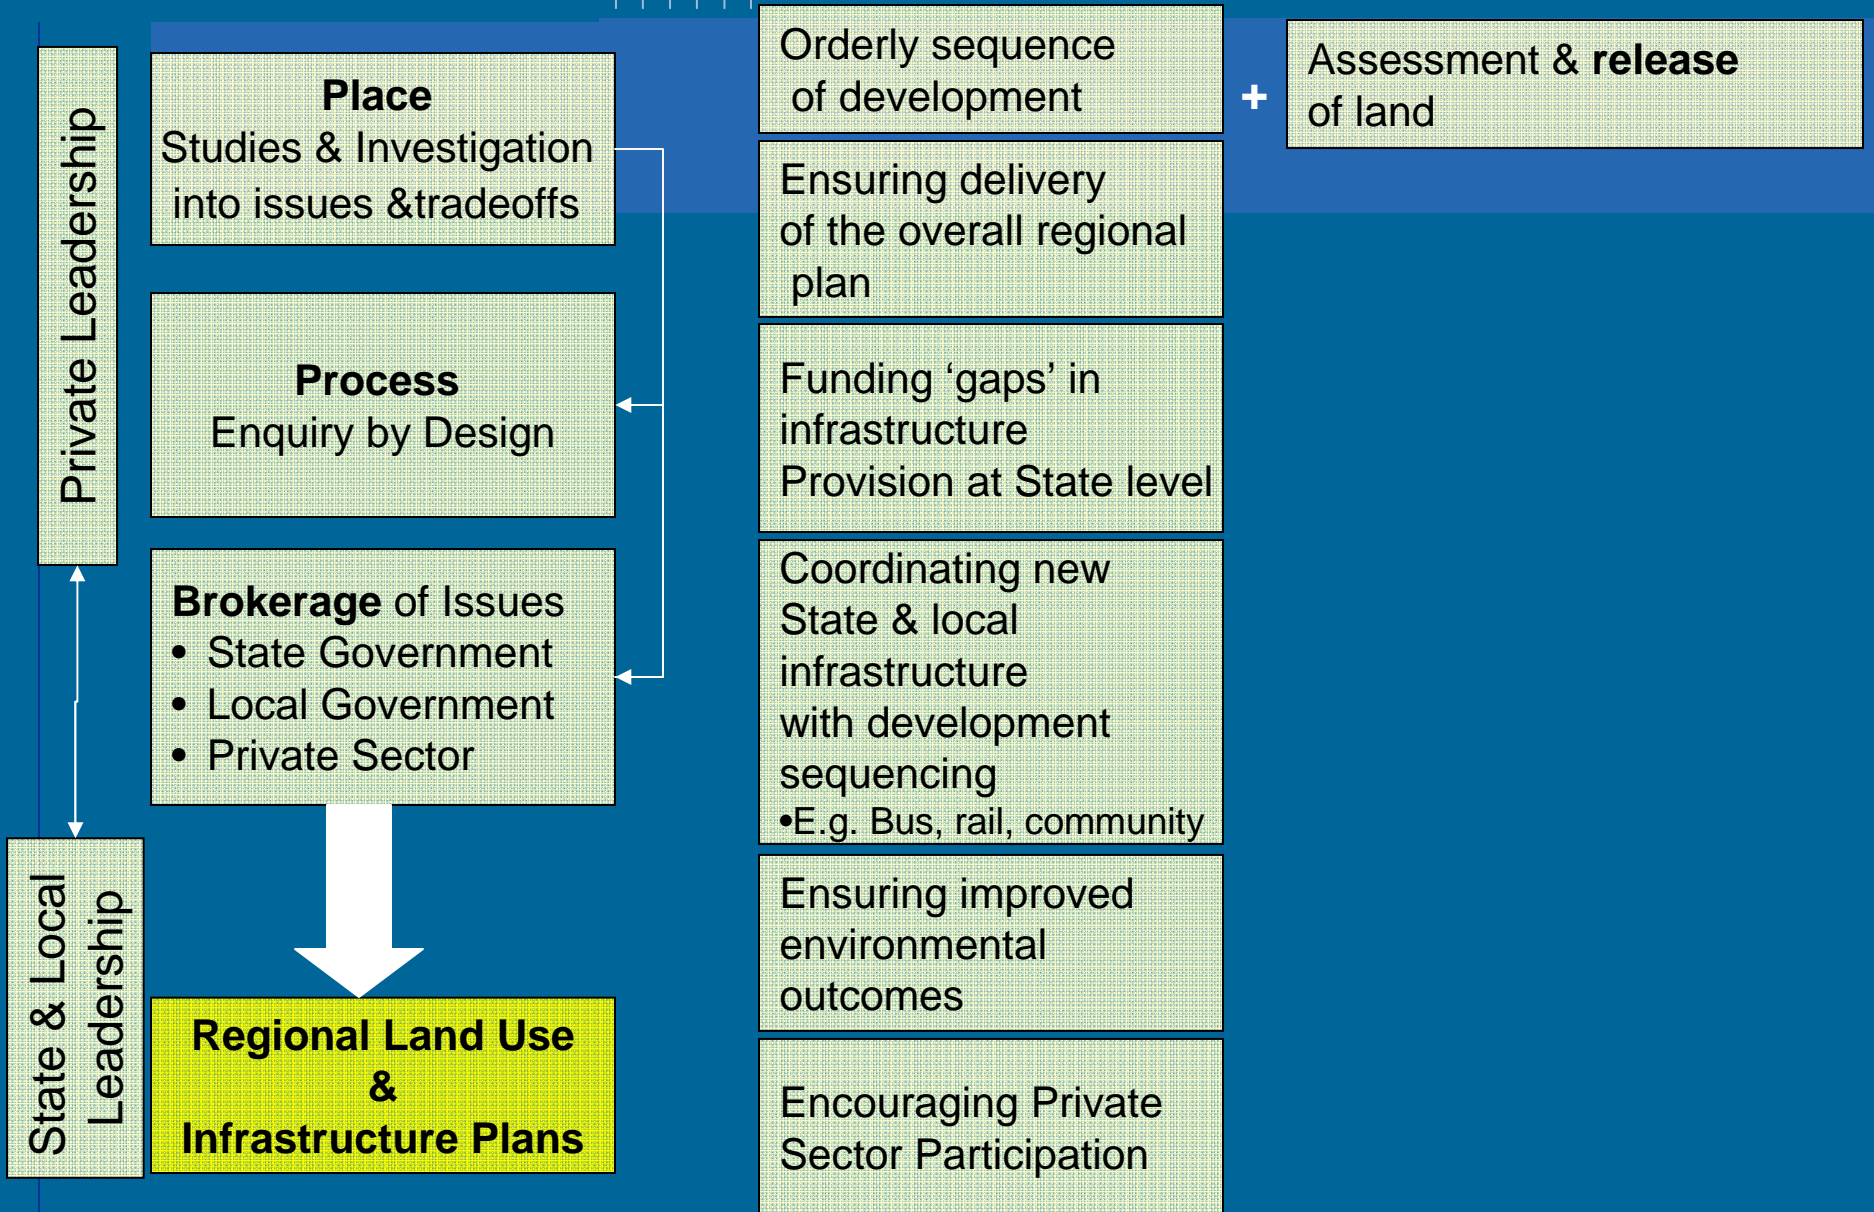 Private Leadership
State & Local
Leadership
Place
Studies & Investigation
into issues &tradeoffs
Process
Enquiry by Design
Brokerage of Issues
• State Government
• Local Government
• Private Sector
Regional Land Use
&
Infrastructure Plans
Orderly sequence
of development
Ensuring delivery
of the overall regional
plan
Funding ‘gaps’ in
infrastructure
Provision at State level
Coordinating new
State & local
infrastructure
with development
sequencing
•E.g. Bus, rail, community
Ensuring improved
environmental
outcomes
Encouraging Private
Sector Participation
+
Assessment & release
of land